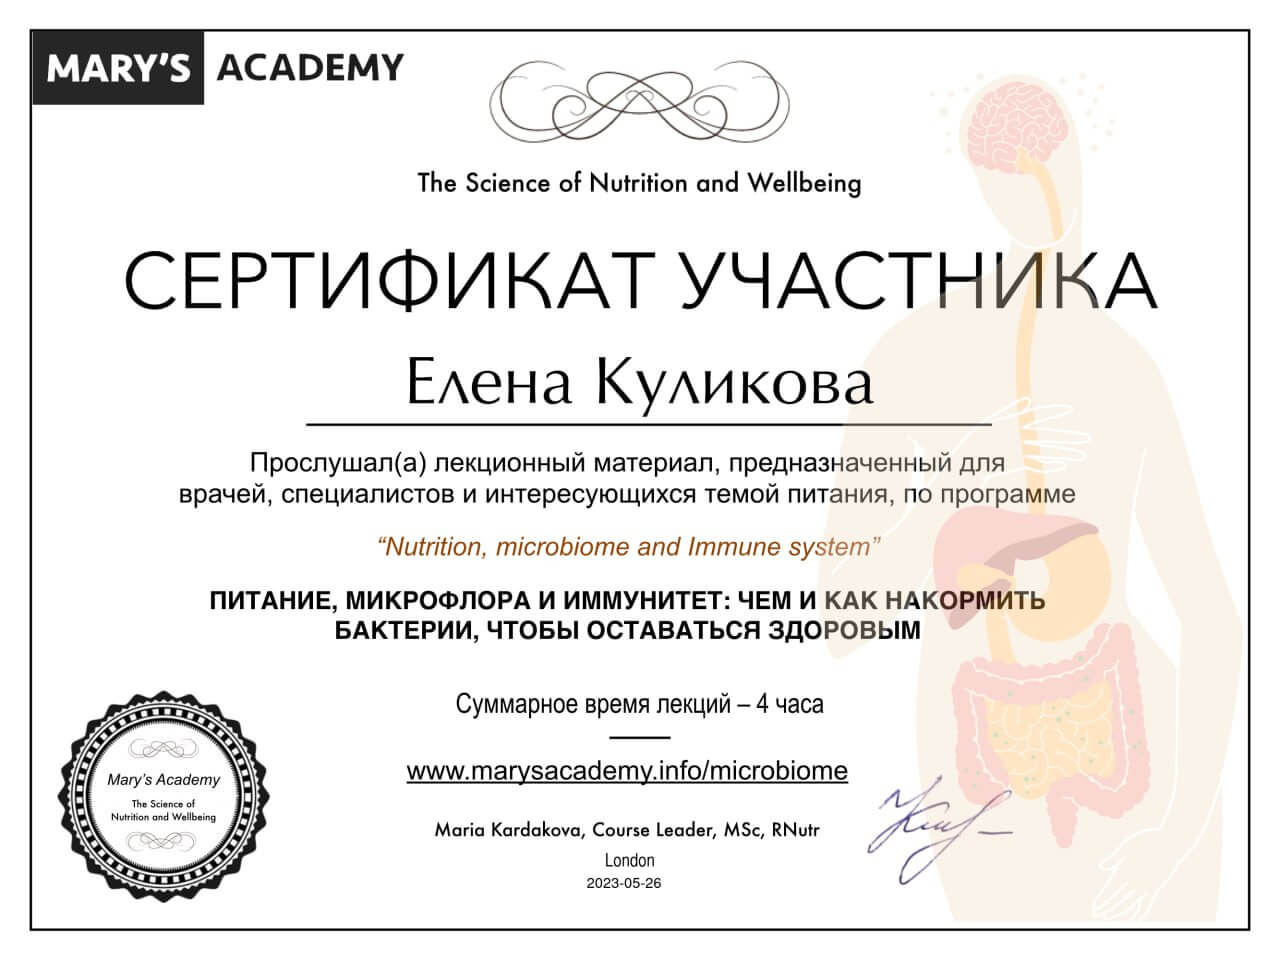 MARY'S ACADEMY
The Science of Nutrition and Wellbeing
СЕРТИФИКАТ УЧАСТНИКА
Елена Куликова
Прослушал(а) лекционный материал, предназначенный для
врачей, специалистов и интересующихся темой питания, по программе
“Nutrition, microbiome and Immune system”
ПИТАНИЕ, МИКРОФЛОРА И ИММУНИТЕТ: ЧЕМ И КАК НАКОРМИТЬ
БАКТЕРИИ, ЧТОБЫ ОСТАВАТЬСЯ ЗДОРОВЫМ
Суммарное время лекций – 4 часа
www.marysacademy.info/microbiome
Maria Kardakova, Course Leader, MSc, RNutr
London
2023-05-26
Mary's Academy
The Science of
Nutrition and Wellbeing